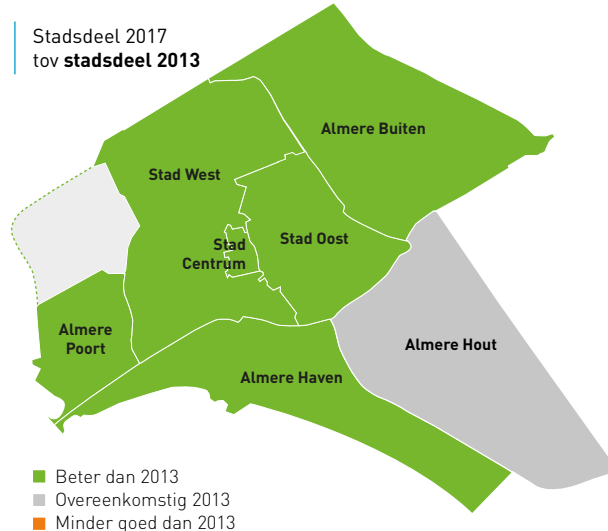 Stadsdeel 2017
tov stadsdeel 2013
Almere Buiten
Stad West
Stad Oost
Stad
Centrum
Almere
Poort
Almere Hout
Almere Haven
Beter dan 2013
Overeenkomstig 2013
Minder goed dan 2013